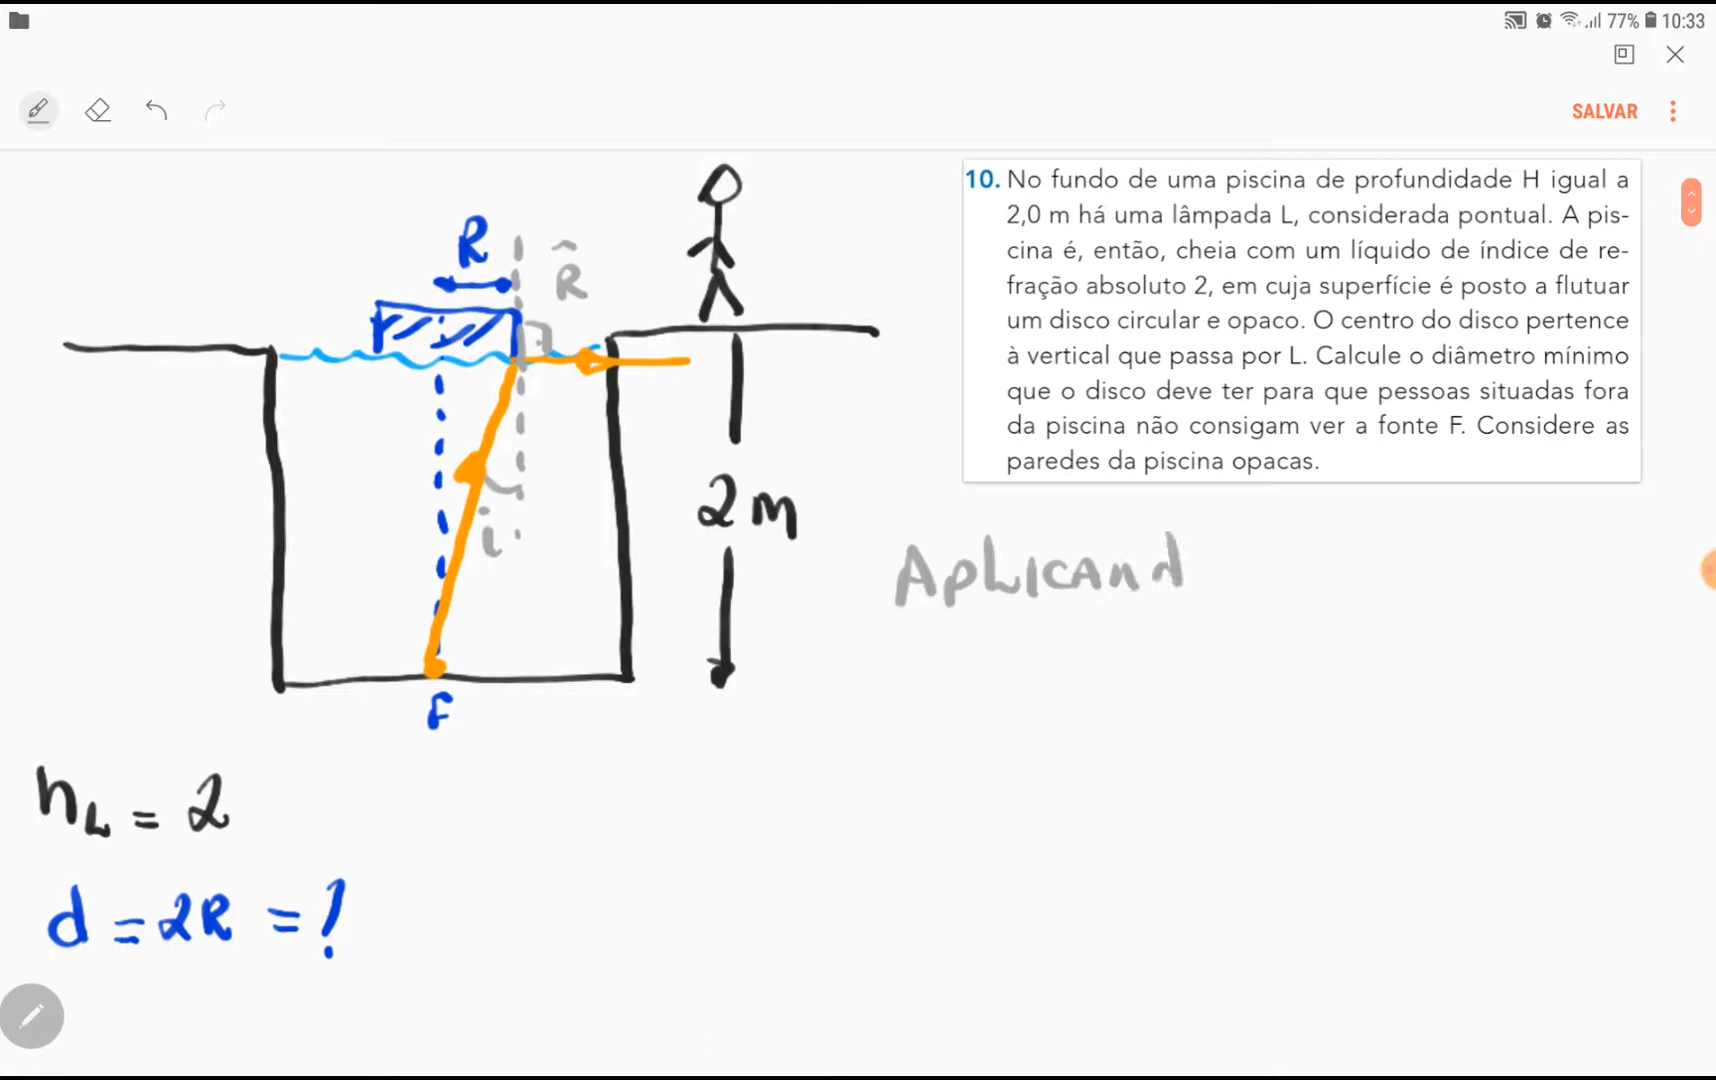 77% 10:33
SALVAR
10. No fundo de uma piscina de profundidade H igual a
2,0 m há uma lâmpada L, considerada pontual. A pis-
cina é, então, cheia com um líquido de índice de re-
fração absoluto 2, em cuja superfície é posto a flutuar
um disco circular e opaco. O centro do disco pertence
à vertical que passa por L. Calcule o diâmetro mínimo
que o disco deve ter para que pessoas situadas fora
da piscina não consigam ver a fonte F. Considere as
paredes da piscina opacas.
R
R̂
i
2 m
F
APLICAND
nL = 2
d = 2R = ?